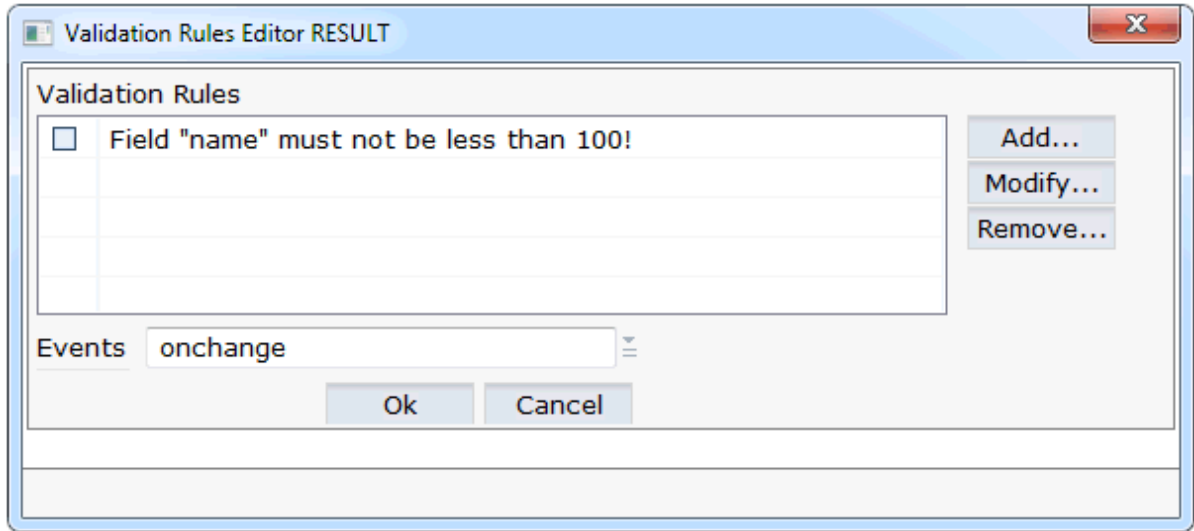 Validation Rules Editor RESULT
Validation Rules
Field "name" must not be less than 100!
Add...
Modify...
Remove...
Events onchange
Ok Cancel